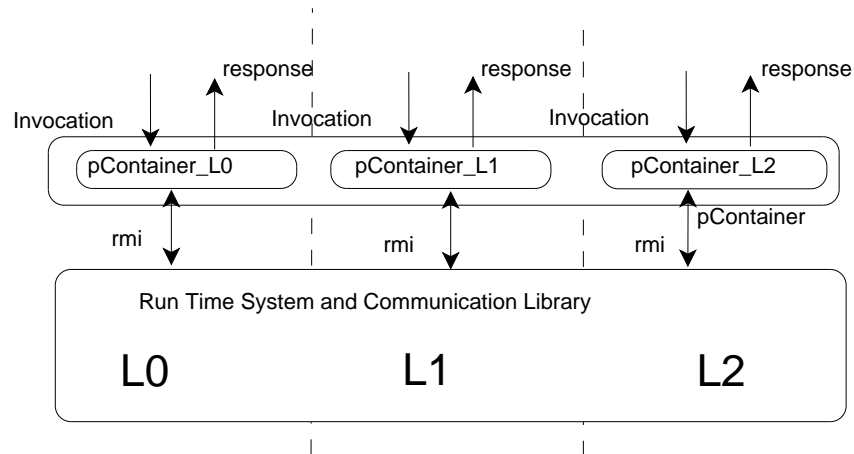 response
response
response
Invocation
Invocation
Invocation
pContainer_L0
pContainer_L1
pContainer_L2
pContainer
rmi
rmi
rmi
Run Time System and Communication Library
L0
L1
L2